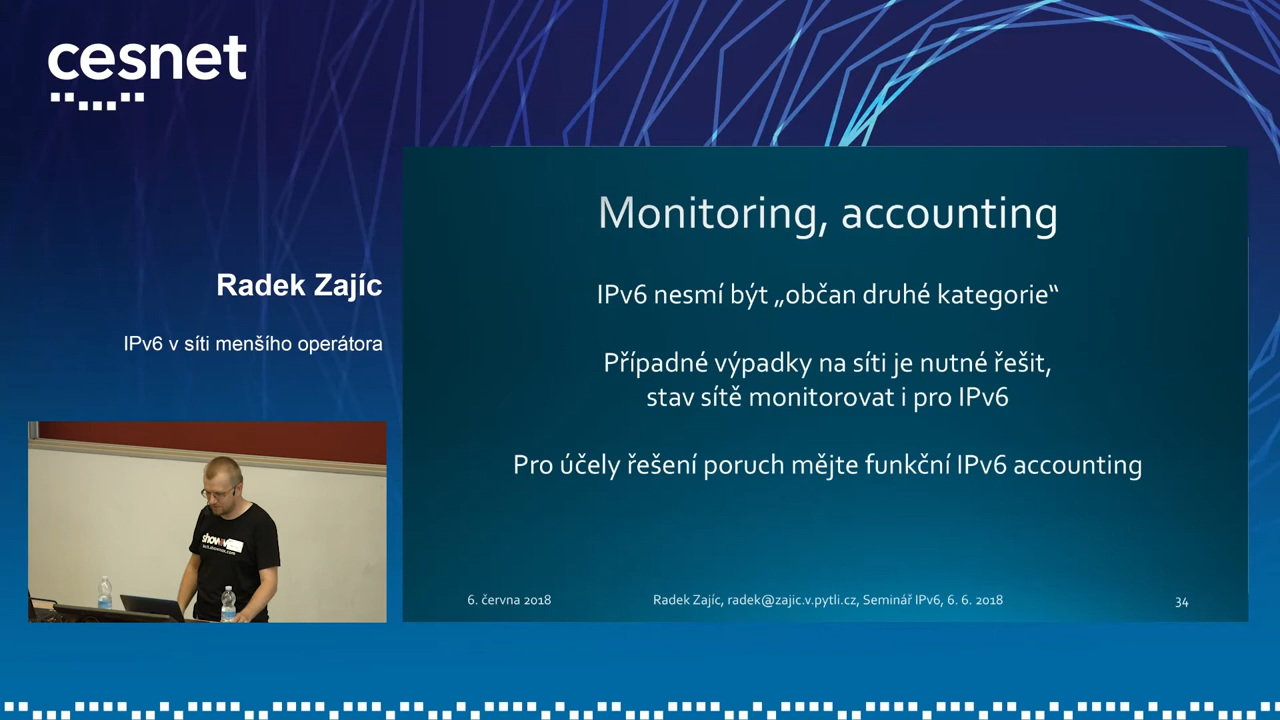 cesnet
Radek Zajíc
IPv6 v síti menšího operátora
Monitoring, accounting
IPv6 nesmí být „občan druhé kategorie“
Případné výpadky na síti je nutné řešit,
stav sítě monitorovat i pro IPv6
Pro účely řešení poruch mějte funkční IPv6 accounting
6. června 2018
Radek Zajíc, radek@zajic.v.pytli.cz, Seminář IPv6, 6. 6. 2018
34